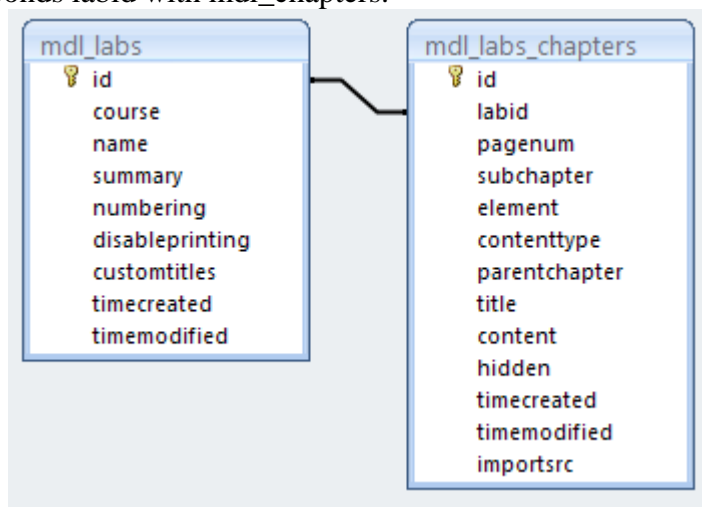 onds labid with mdl_chapters.
mdl_labs
id
course
name
summary
numbering
disableprinting
customtitles
timecreated
timemodified
mdl_labs_chapters
id
labid
pagenum
subchapter
element
contenttype
parentchapter
title
content
hidden
timecreated
timemodified
importsrc